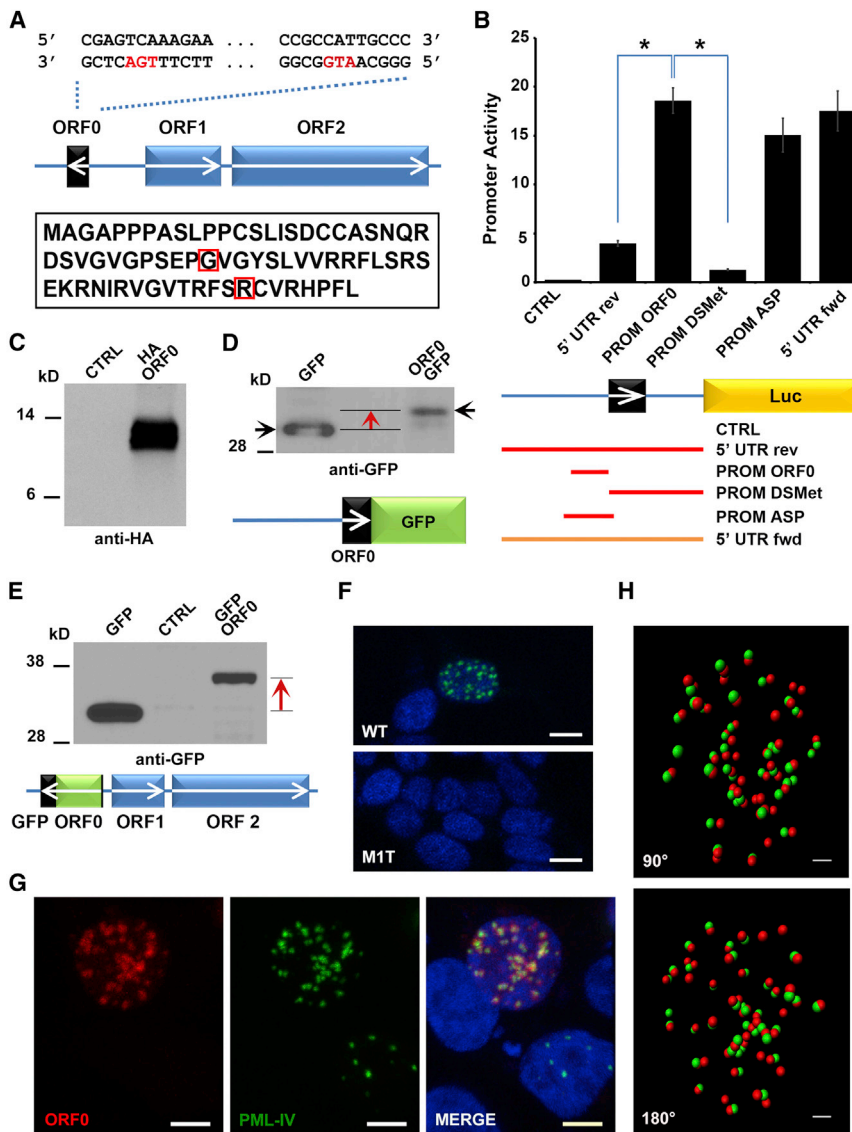 A
5′ CGAGTCAAAGAA ... CCGCCATTGCCC 3′
3′ GCTCAGTTTCTT GGCGGTAACGGG 5′
ORF0 ORF1 ORF2
MAGAPPPASLPPCSLISDCCASNQR
DSVGVGPSEPGVGYSLVVRRFLSRS
EKRNIRVGVTRFSRCVRHPFL
B
Promoter Activity
25
20
15
10
5
0
* *
CTRL
5′ UTR rev
PROM ORF0
PROM DSMet
PROM ASP
5′ UTR fwd
Luc
CTRL
5′ UTR rev
PROM ORF0
PROM DSMet
PROM ASP
5′ UTR fwd
C
kD
CTRL
HA
ORF0
14
6
anti-HA
D
kD
GFP
ORF0
GFP
28
anti-GFP
GFP
ORF0
E
kD
GFP
CTRL
GFP
ORF0
38
28
anti-GFP
GFP ORF0 ORF1 ORF 2
F
WT
M1T
G
ORF0
PML-IV
MERGE
H
90°
180°